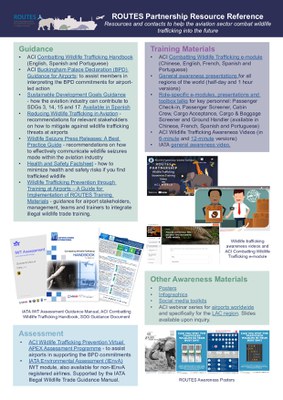 ROUTES
ROUTES Partnership Resource Reference
Resources and contacts to help the aviation sector combat wildlife
trafficking into the future
Guidance
• ACI Combatting Wildlife Trafficking Handbook
(English, Spanish and Portuguese)
• ACI Buckingham Palace Declaration (BPD)
Guidance for Airports: to assist members in
interpreting the BPD commitments for airport-
led action
• Sustainable Development Goals Guidance
- how the aviation industry can contribute to
SDGs 3, 14, 15 and 17. Available in Spanish
• Reducing Wildlife Trafficking in Aviation -
recommendations for relevant stakeholders
on how to mitigate against wildlife trafficking
threats at airports
• Wildlife Seizure Press Releases: A Best
Practice Guide - recommendations on how
to effectively communicate wildlife seizures
made within the aviation industry
• Health and Safety Factsheet - how to
minimize health and safety risks if you find
trafficked wildlife
• Wildlife Trafficking Prevention through
Training at Airports – A Guide for
Implementation of ROUTES Training
Materials - guidance for airport stakeholders,
management, teams and trainers to integrate
illegal wildlife trade training.
IWT Assessment
HANDBOOK
IATA IWT Assessment Guidance Manual, ACI Combatting
Wildlife Trafficking Handbook, SDG Guidance Document
Assessment
• ACI Wildlife Trafficking Prevention Virtual
APEX Assessment Programme - to assist
airports in supporting the BPD commitments
• IATA Environmental Assessment (IEnvA)
IWT module, also available for non-IEnvA
registered entities. Supported by the IATA
Illegal Wildlife Trade Guidance Manual.
Training Materials
• ACI Combatting Wildlife Trafficking e-module
(Chinese, English, French, Spanish and
Portuguese)
• General awareness presentations for all
regions of the world (half-day and 1 hour
versions)
• Role-specific e-modules, presentations and
toolbox talks for key personnel: Passenger
Check-in, Passenger Screener, Cabin
Crew, Cargo Acceptance, Cargo & Baggage
Screener and Ground Handler (available in
Chinese, French, Spanish and Portuguese)
• ACI Wildlife Trafficking Awareness Videos (in
6 minute and 12 minute versions)
• IATA general awareness video.
Wildlife trafficking
awareness videos and
ACI Combatting Wildlife
Trafficking e-module
Other Awareness Materials
• Posters
• Infographics
• Social media toolkits
• ACI webinar series for airports worldwide
and specifically for the LAC region. Slides
available upon inquiry.
ROUTES Awareness Posters